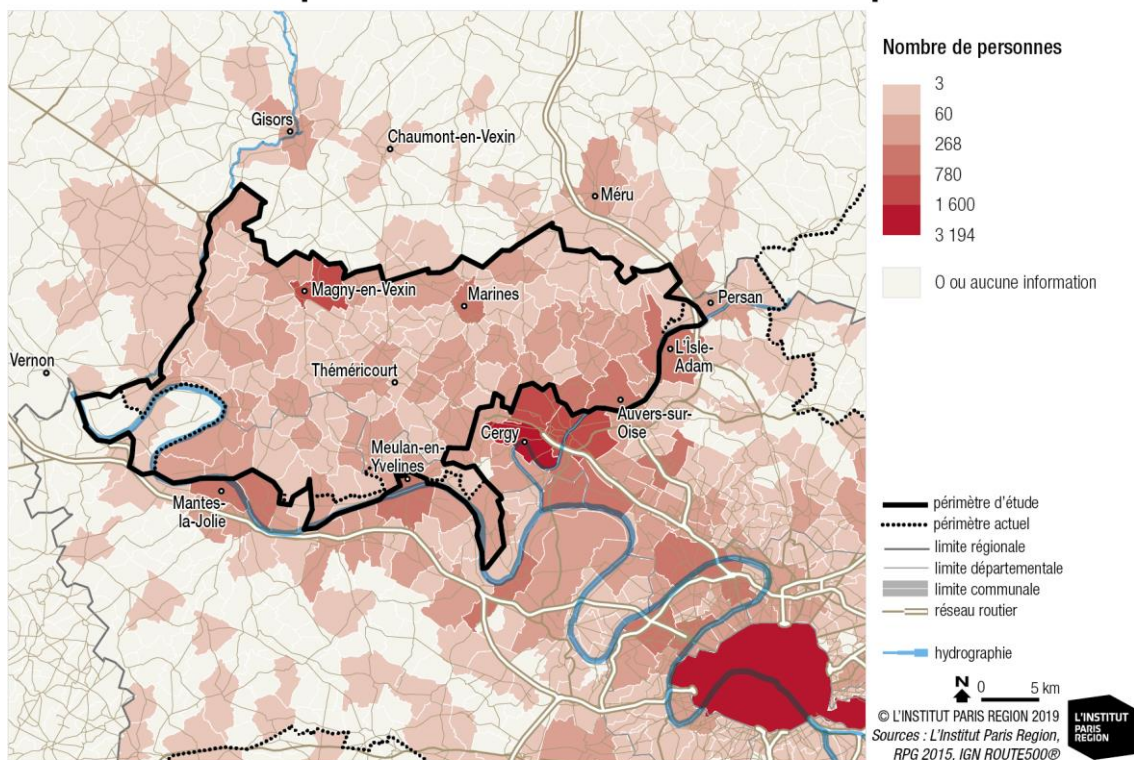 Nombre de personnes
3
60
268
780
1 600
3 194
0 ou aucune information
Gisors
Chaumont-en-Vexin
Méru
Magny-en-Vexin
Marines
Persan
Vernon
L'Isle-
Adam
Théméricourt
Auvers-sur-
Oise
Cergy
Meulan-en-
Yvelines
Mantes-
la-Jolie
périmètre d'étude
périmètre actuel
limite régionale
limite départementale
limite communale
réseau routier
hydrographie
N 0 5 km
© L'INSTITUT PARIS REGION 2019
Sources : L'Institut Paris Region,
RPG 2015, IGN ROUTE500®
L'INSTITUT
PARIS
REGION